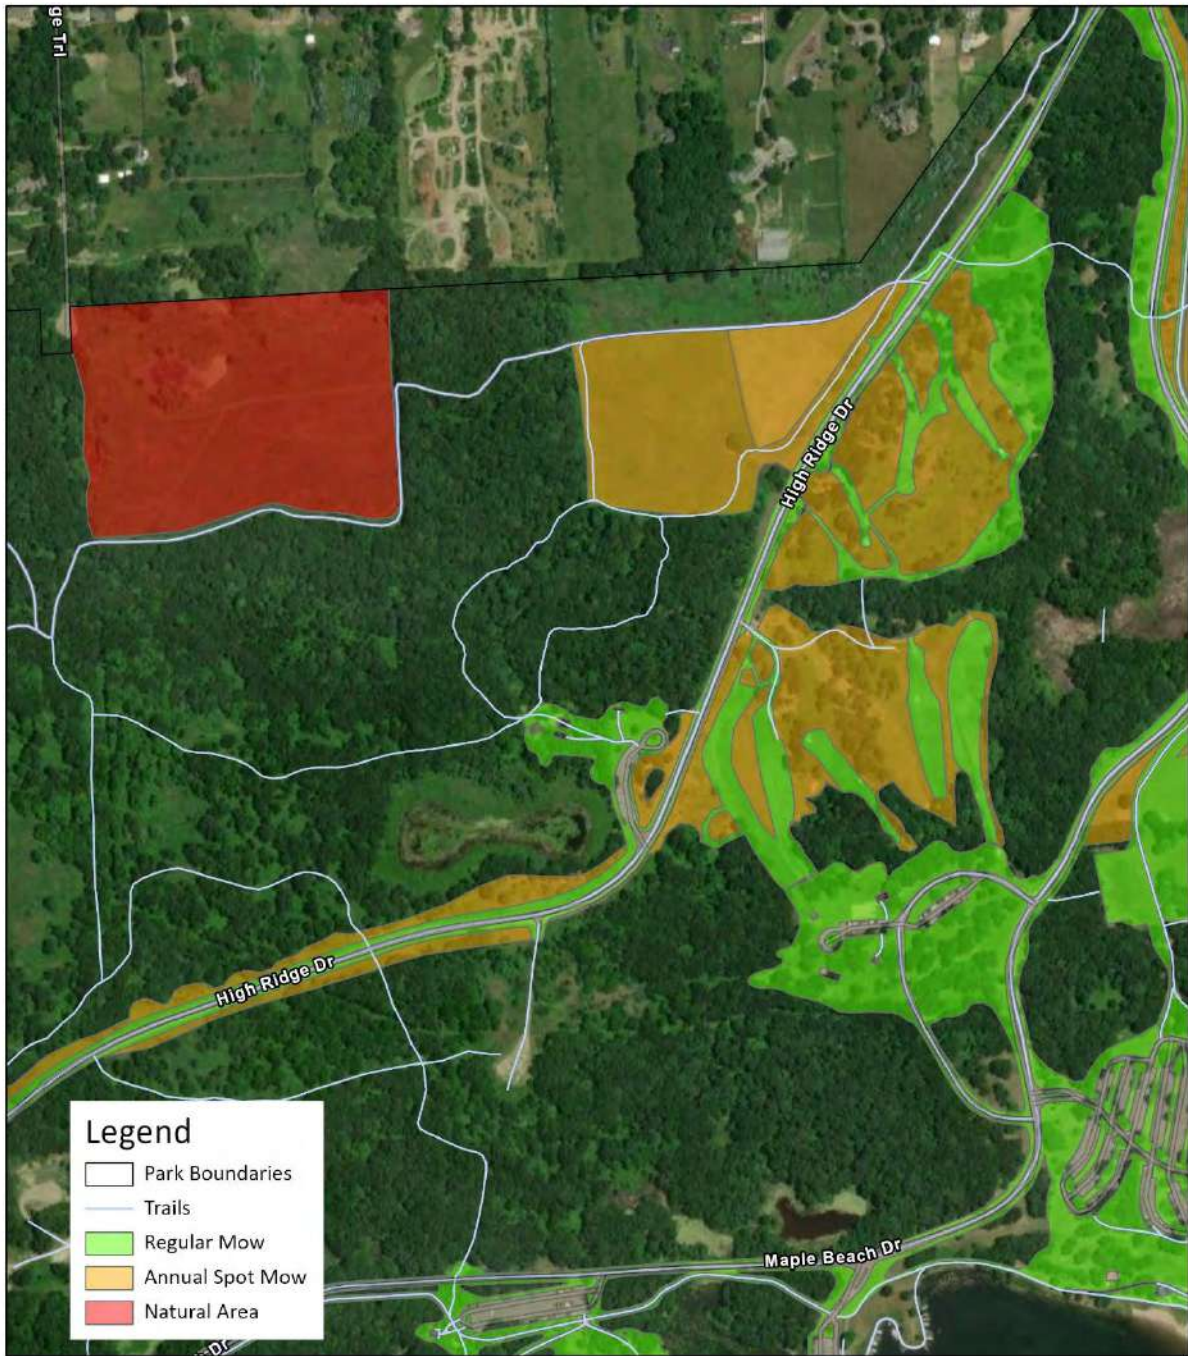 ge Trl
High Ridge Dr
High Ridge Dr
Legend
Park Boundaries
Trails
Regular Mow
Annual Spot Mow
Natural Area
Maple Beach Dr
Dr